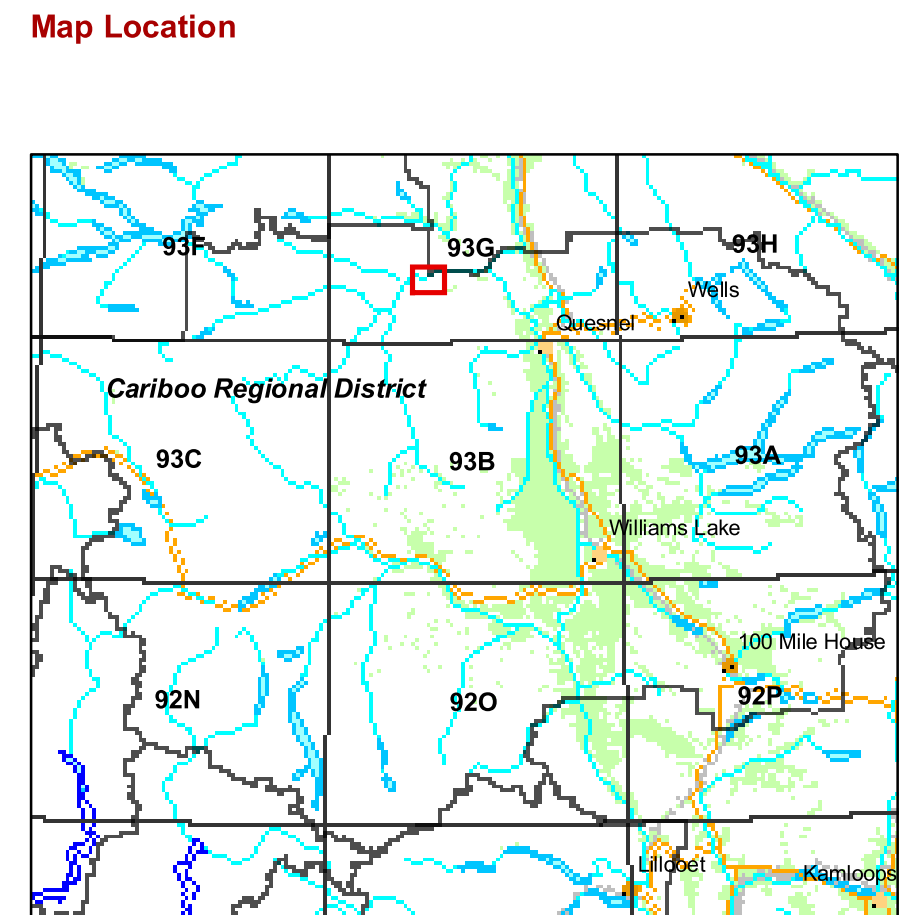 Map Location
93F
93G
93H
Wells
Quesnel
Cariboo Regional District
93C
93B
93A
Williams Lake
100 Mile House
92N
92O
92P
Lillooet
Kamloops